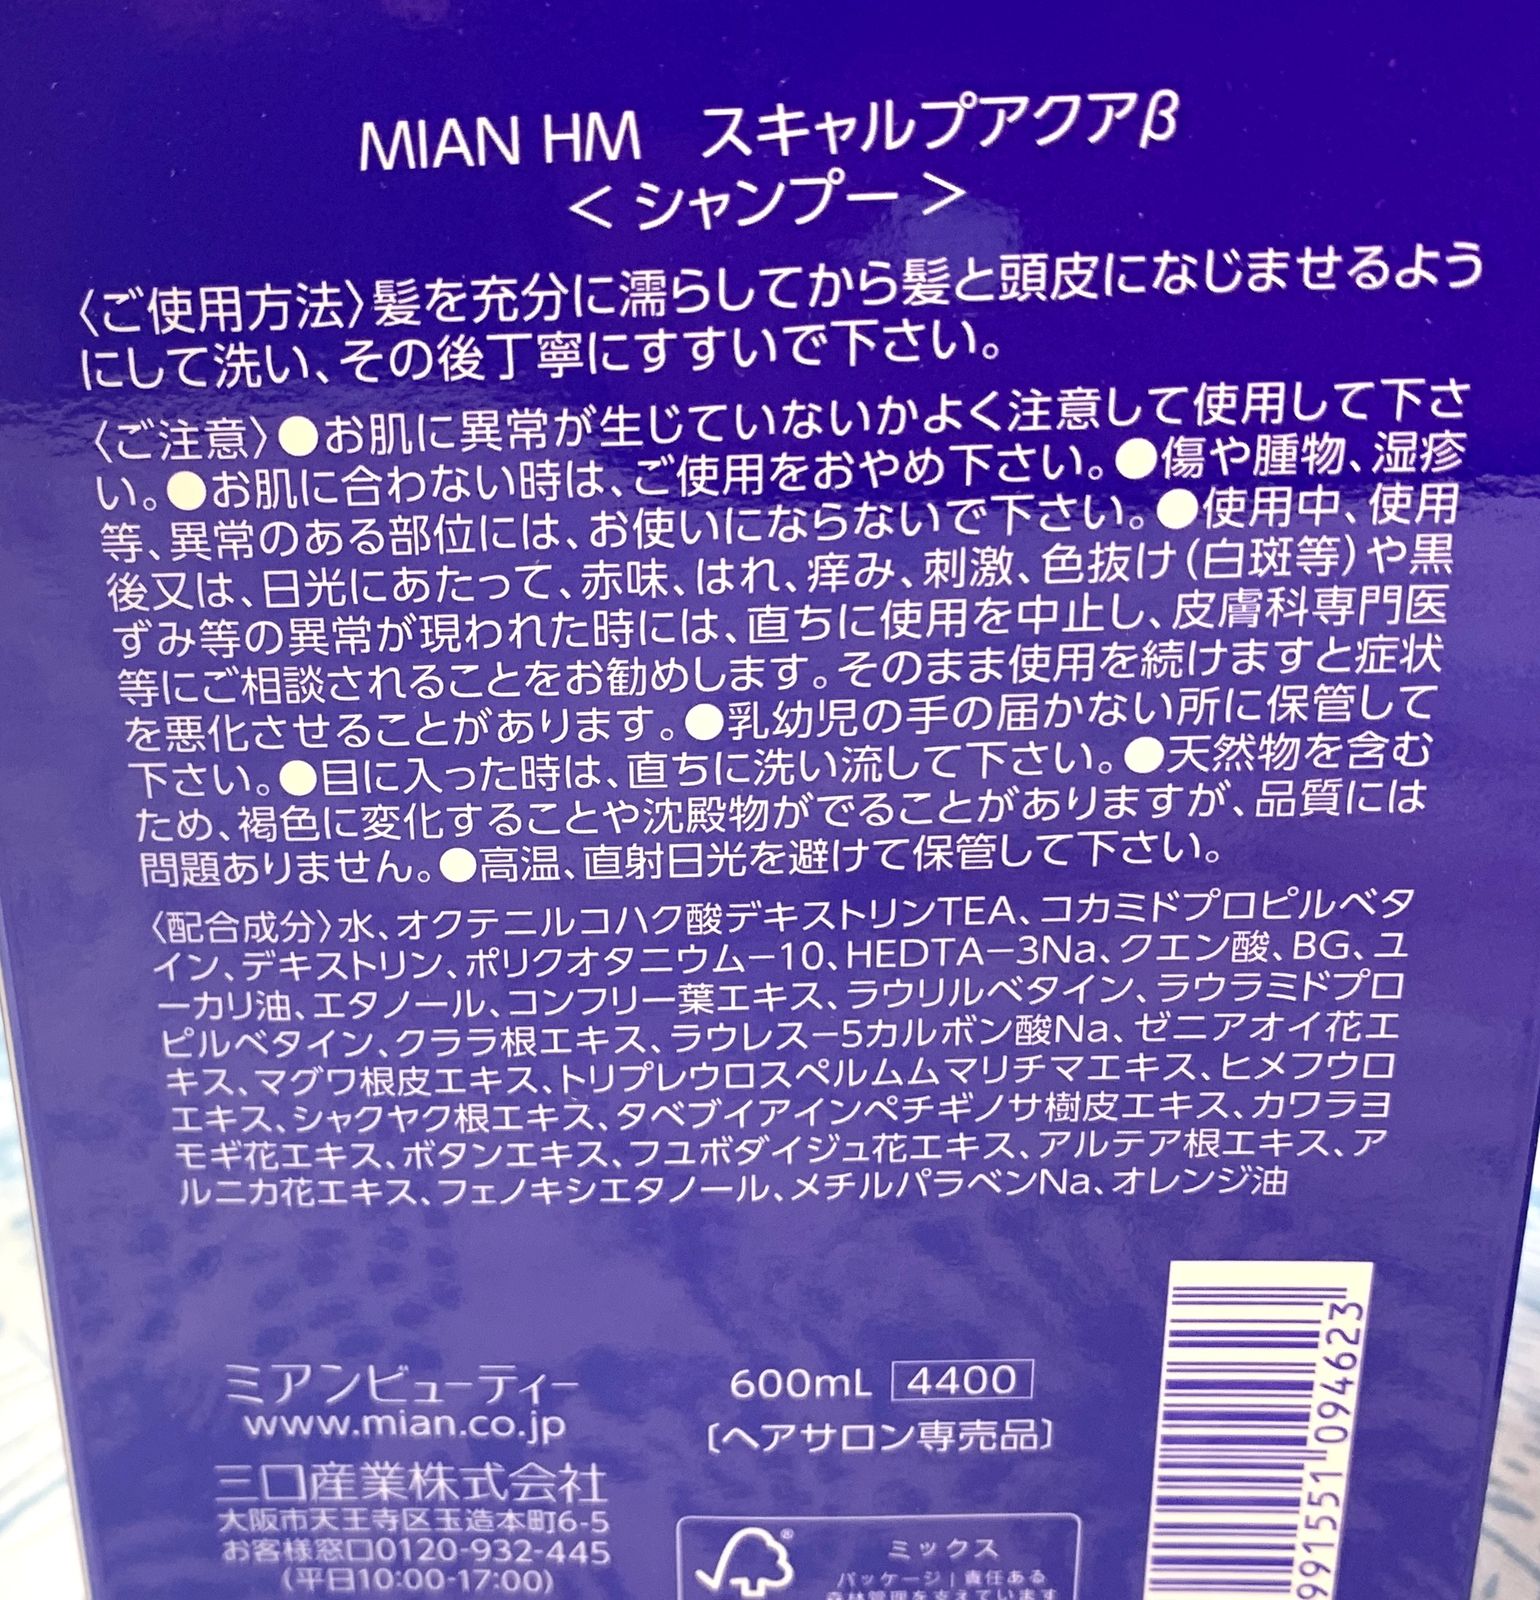 MIAN HM　スキャルプアクアβ
＜シャンプー＞
〈ご使用方法〉髪を充分に濡らしてから髪と頭皮になじませるよう
にして洗い、その後丁寧にすすいで下さい。
〈ご注意〉●お肌に異常が生じていないかよく注意して使用して下さ
い。●お肌に合わない時は、ご使用をおやめ下さい。●傷や腫物、湿疹
等、異常のある部位には、お使いにならないで下さい。●使用中、使用
後又は、日光にあたって、赤味、はれ、痒み、刺激、色抜け（白斑等）や黒
ずみ等の異常が現われた時には、直ちに使用を中止し、皮膚科専門医
等にご相談されることをお勧めします。そのまま使用を続けますと症状
を悪化させることがあります。●乳幼児の手の届かない所に保管して
下さい。●目に入った時は、直ちに洗い流して下さい。●天然物を含む
ため、褐色に変化することや沈殿物がでることがありますが、品質には
問題ありません。●高温、直射日光を避けて保管して下さい。
〈配合成分〉水、オクテニルコハク酸デキストリンTEA、コカミドプロピルベタ
イン、デキストリン、ポリクオタニウム－10、HEDTA－3Na、クエン酸、BG、ユ
ーカリ油、エタノール、コンフリー葉エキス、ラウリルベタイン、ラウラミドプロ
ピルベタイン、クララ根エキス、ラウレス－5カルボン酸Na、ゼニアオイ花エ
キス、マグワ根皮エキス、トリプレウロスペルムムマリチマエキス、ヒメフウロ
エキス、シャクヤク根エキス、タベブイアインペチギノサ樹皮エキス、カワラヨ
モギ花エキス、ボタンエキス、フユボダイジュ花エキス、アルテア根エキス、ア
ルニカ花エキス、フェノキシエタノール、メチルパラベンNa、オレンジ油
ミアンビューティー
www.mian.co.jp
三口産業株式会社
大阪市天王寺区玉造本町6-5
お客様窓口0120-932-445
（平日10:00-17:00）
600mL 4400
〔ヘアサロン専売品〕
®
ミックス
パッケージ｜責任ある
森林管理を支えています
991551 094623